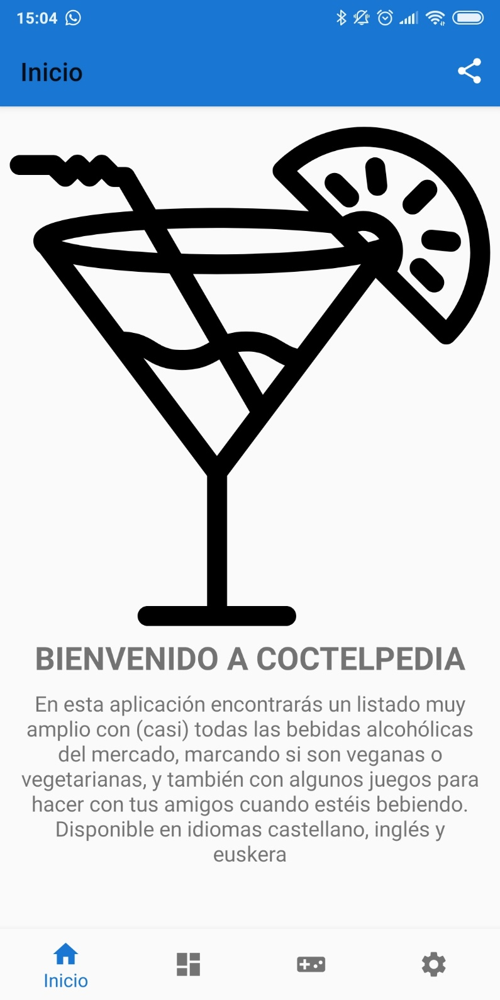 15:04
Inicio
BIENVENIDO A COCTELPEDIA
En esta aplicación encontrarás un listado muy
amplio con (casi) todas las bebidas alcohólicas
del mercado, marcando si son veganas o
vegetarianas, y también con algunos juegos para
hacer con tus amigos cuando estéis bebiendo.
Disponible en idiomas castellano, inglés y
euskera
Inicio